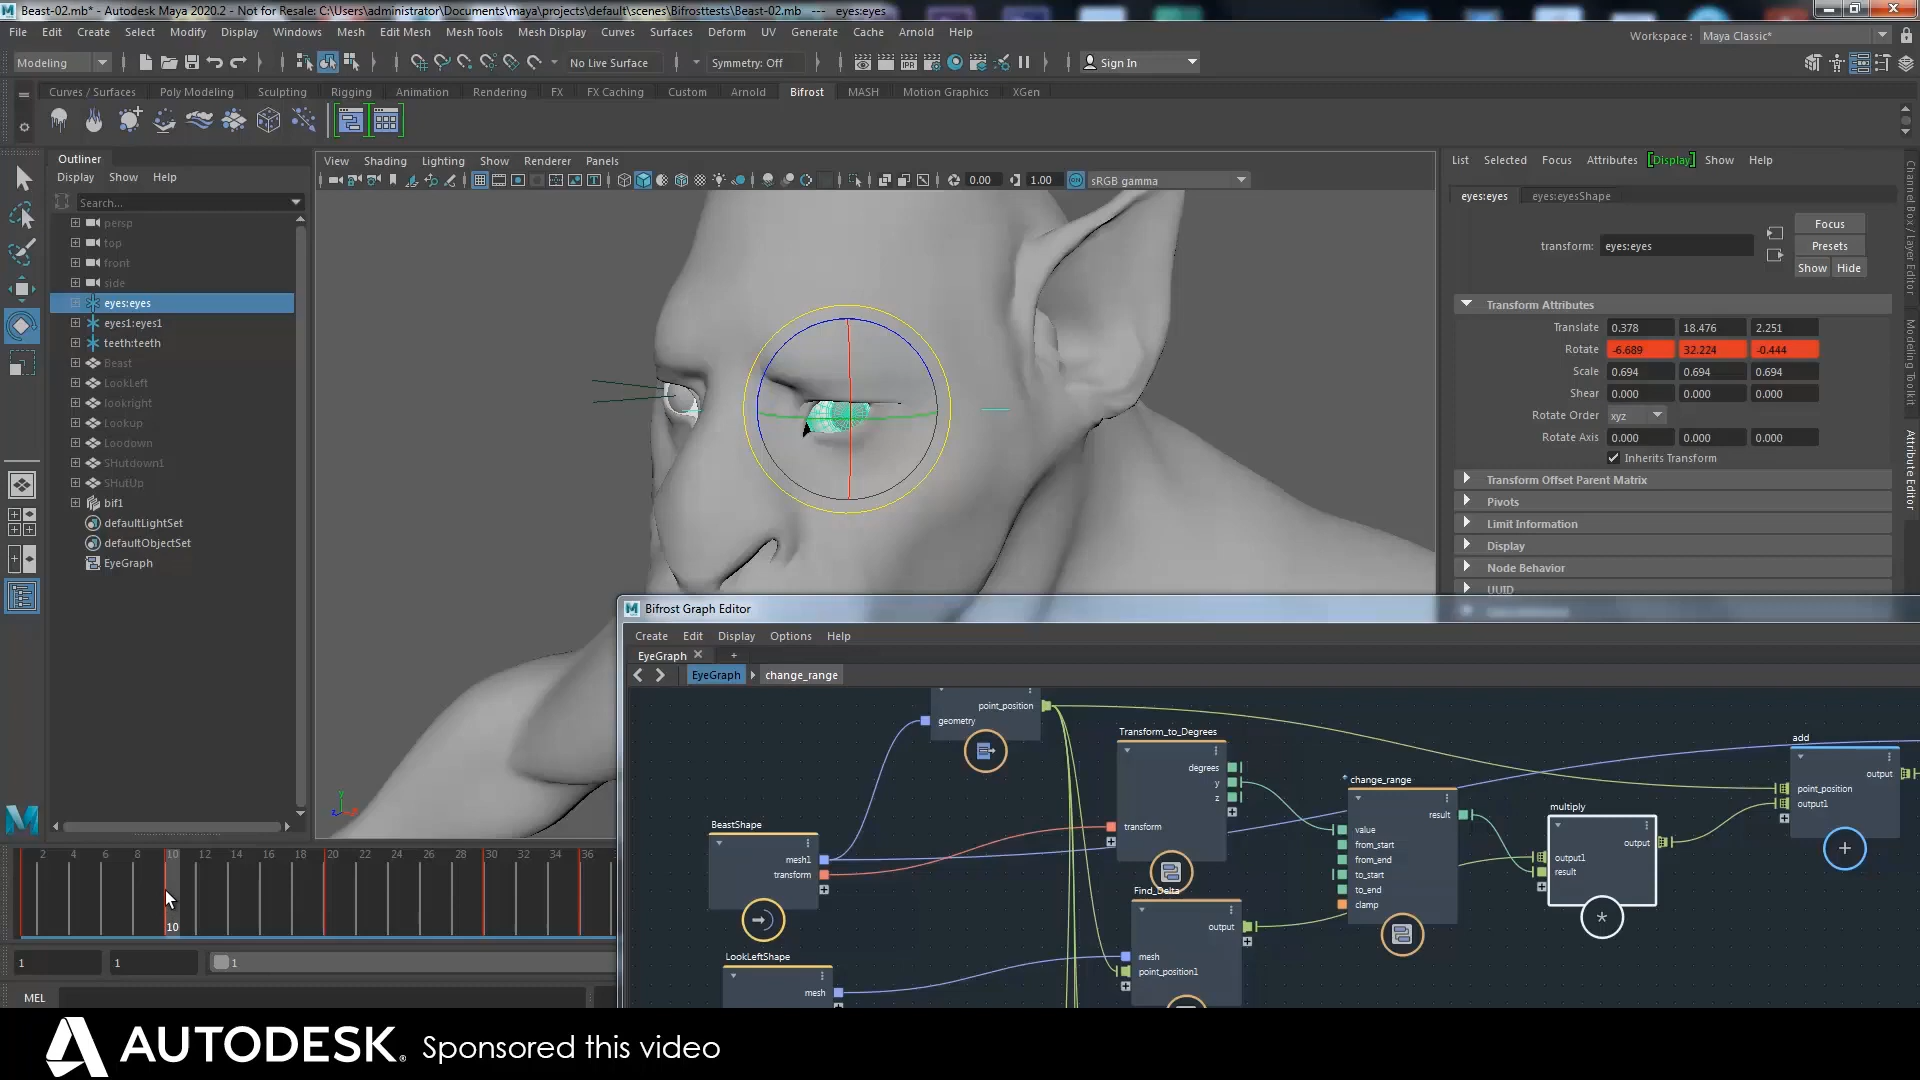 Beast-02.mb* - Autodesk Maya 2020.2 - Not for Resale: C:\Users\administrator\Documents\maya\projects\default\scenes\Bifrosttests\Beast-02.mb --- eyes:eyes
File Edit Create Select Modify Display Windows Mesh Edit Mesh Mesh Tools Mesh Display Curves Surfaces Deform UV Generate Cache Arnold Help
Workspace : Maya Classic*
Modeling No Live Surface Symmetry: Off Sign In
Curves / Surfaces Poly Modeling Sculpting Rigging Animation Rendering FX FX Caching Custom Arnold Bifrost MASH Motion Graphics XGen
Outliner
Display Show Help
Search...
persp
top
front
side
eyes:eyes
eyes1:eyes1
teeth:teeth
Beast
LookLeft
lookright
Lookup
Loodown
SHutdown1
SHutUp
bif1
defaultLightSet
defaultObjectSet
EyeGraph
View Shading Lighting Show Renderer Panels
0.00 1.00 sRGB gamma
List Selected Focus Attributes Display Show Help
eyes:eyes eyes:eyesShape
transform: eyes:eyes
Focus
Presets
Show Hide
Transform Attributes
Translate 0.378 18.476 2.251
Rotate -6.689 32.224 -0.444
Scale 0.694 0.694 0.694
Shear 0.000 0.000 0.000
Rotate Order xyz
Rotate Axis 0.000 0.000 0.000
Inherits Transform
Transform Offset Parent Matrix
Pivots
Limit Information
Display
Node Behavior
UUID
Channel Box / Layer Editor
Modeling Toolkit
Attribute Editor
Bifrost Graph Editor
Create Edit Display Options Help
EyeGraph
EyeGraph change_range
point_position
geometry
Transform_to_Degrees
degrees
y
z
transform
BeastShape
mesh1
transform
LookLeftShape
mesh
Find_Delta
output
mesh
point_position1
change_range
result
value
from_start
from_end
to_start
to_end
clamp
multiply
output
output1
result
add
output
point_position
output1
y
z x
2 4 6 8 10 12 14 16 18 20 22 24 26 28 30 32 34 36 38
10
1 1 1
MEL
AUTODESK. Sponsored this video